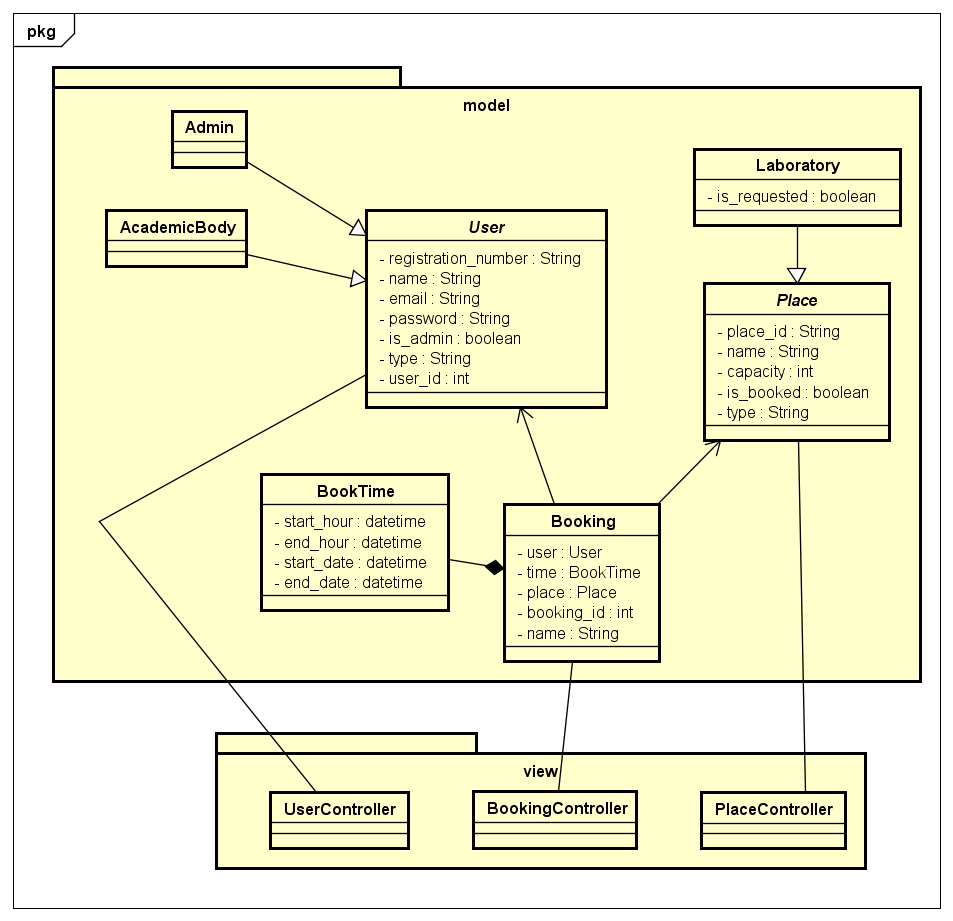 pkg
model
Admin
AcademicBody
User
- registration_number : String
- name : String
- email : String
- password : String
- is_admin : boolean
- type : String
- user_id : int
Laboratory
- is_requested : boolean
Place
- place_id : String
- name : String
- capacity : int
- is_booked : boolean
- type : String
BookTime
- start_hour : datetime
- end_hour : datetime
- start_date : datetime
- end_date : datetime
Booking
- user : User
- time : BookTime
- place : Place
- booking_id : int
- name : String
view
UserController
BookingController
PlaceController